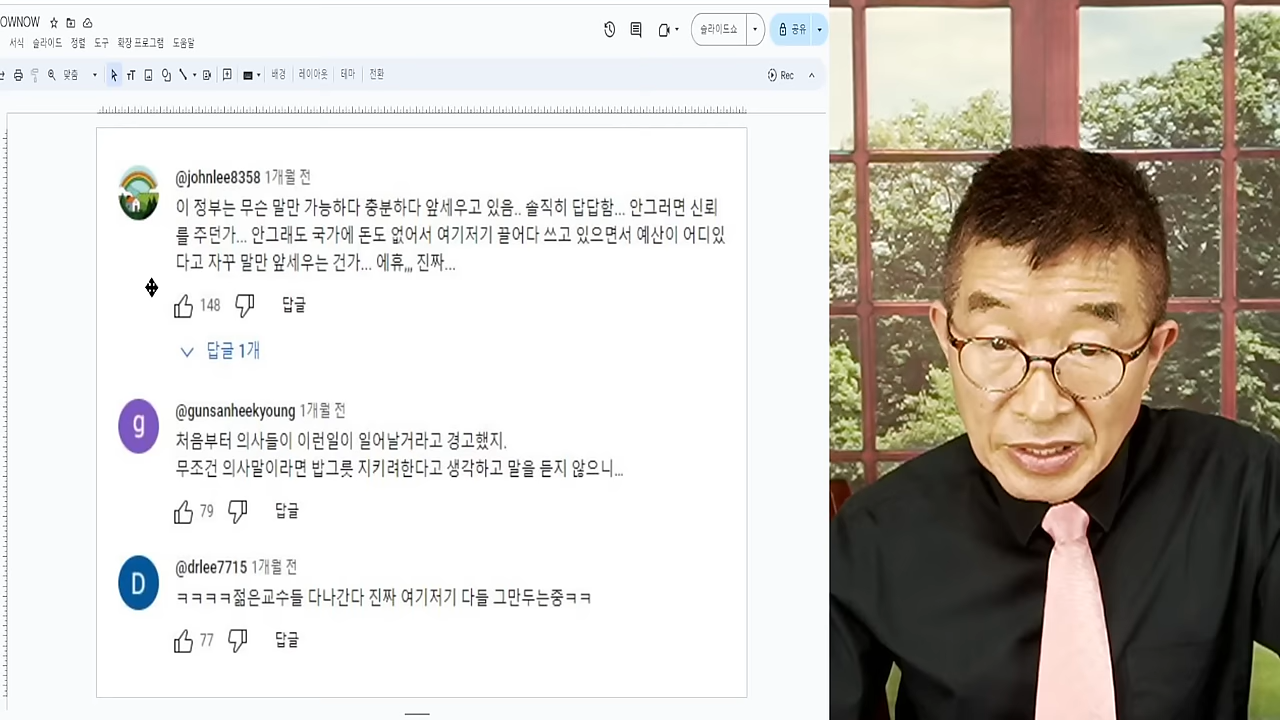 OWNOW
서식 슬라이드 정렬 도구 확장 프로그램 도움말
슬라이드쇼
공유
맞춤
배경 레이아웃 테마 전환
Rec
@johnlee8358 1개월 전
이 정부는 무슨 말만 가능하다 충분하다 앞세우고 있음.. 솔직히 답답함... 안그러면 신뢰
를 주던가... 안그래도 국가에 돈도 없어서 여기저기 끌어다 쓰고 있으면서 예산이 어디있
다고 자꾸 말만 앞세우는 건가... 에휴,,, 진짜...
148 답글
답글 1개
g
@gunsanheekyoung 1개월 전
처음부터 의사들이 이런일이 일어날거라고 경고했지.
무조건 의사말이라면 밥그릇 지키려한다고 생각하고 말을 듣지 않으니...
79 답글
D
@drlee7715 1개월 전
ㅋㅋㅋㅋ젊은교수들 다나간다 진짜 여기저기 다들 그만두는중ㅋㅋ
77 답글